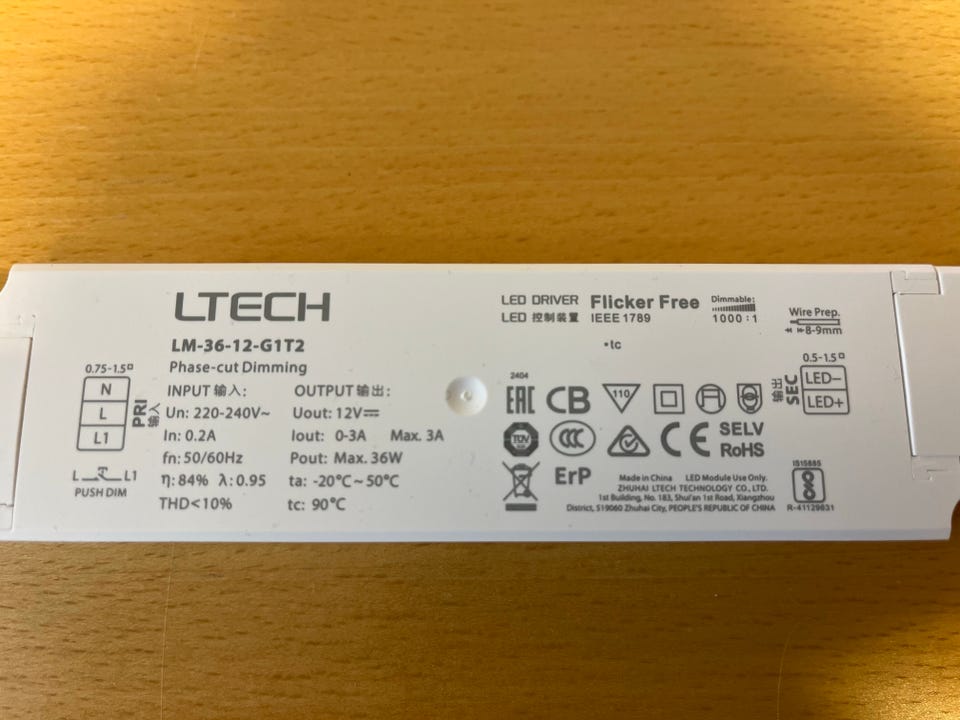 LTECH
LM-36-12-G1T2
Phase-cut Dimming
0.75-1.5
N
L
L1
PRI
输入
L L1
PUSH DIM
INPUT 输入:
Un: 220-240V~
In: 0.2A
fn: 50/60Hz
η: 84% λ: 0.95
THD<10%
OUTPUT 输出:
Uout: 12V⎓
Iout: 0-3A Max. 3A
Pout: Max. 36W
ta: -20°C~50°C
tc: 90°C
LED DRIVER
LED 控制装置
Flicker Free
IEEE 1789
Dimmable:
1000:1
•tc
Wire Prep.
8-9mm
2404
EAC CB 110
TÜV CCC CE SELV
RoHS
ErP
0.5-1.5
输出
SEC
LED−
LED+
Made in China LED Module Use Only.
ZHUHAI LTECH TECHNOLOGY CO., LTD.
1st Building, No. 183, Shui'an 1st Road, Xiangzhou
District, 519060 Zhuhai City, PEOPLE'S REPUBLIC OF CHINA
IS15885
R-41129631